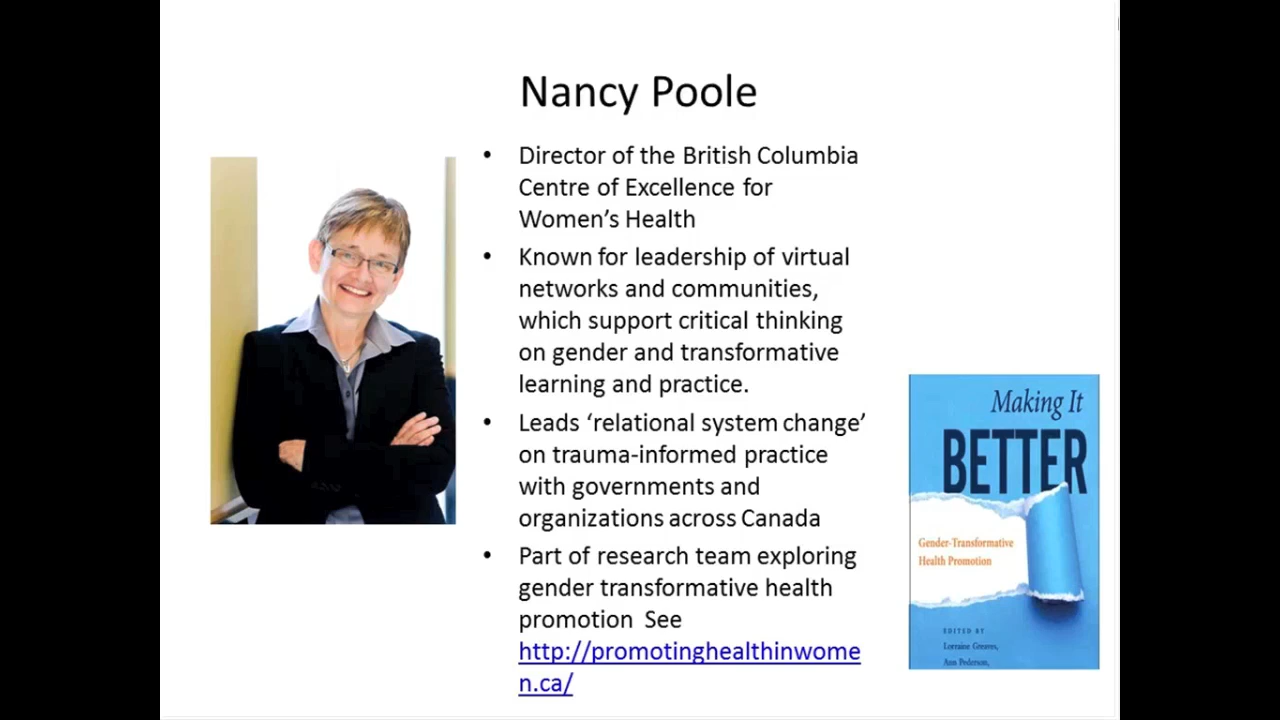 Nancy Poole
• Director of the British Columbia
Centre of Excellence for
Women’s Health
• Known for leadership of virtual
networks and communities,
which support critical thinking
on gender and transformative
learning and practice.
• Leads ‘relational system change’
on trauma-informed practice
with governments and
organizations across Canada
• Part of research team exploring
gender transformative health
promotion  See
http://promotinghealthinwome
n.ca/
Making It
BETTER
Gender-Transformative
Health Promotion
EDITED BY
Lorraine Greaves,
Ann Pederson,